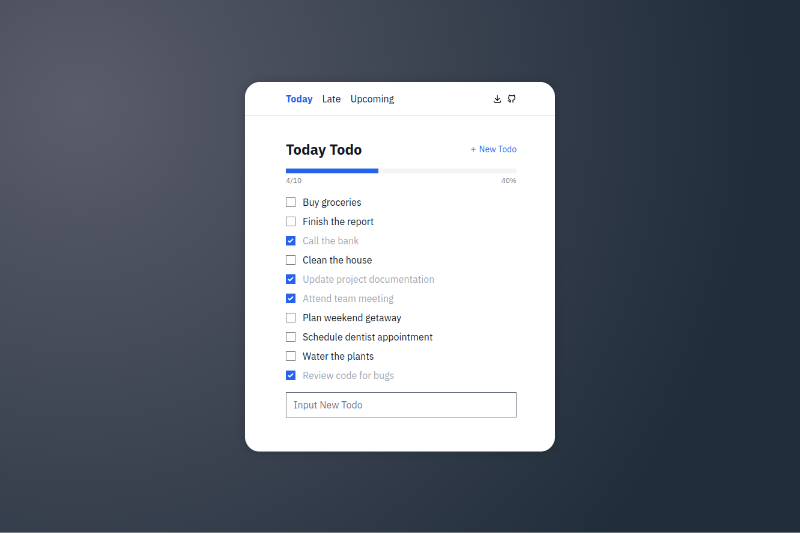 Today Late Upcoming
Today Todo
+ New Todo
4/10 40%
Buy groceries
Finish the report
Call the bank
Clean the house
Update project documentation
Attend team meeting
Plan weekend getaway
Schedule dentist appointment
Water the plants
Review code for bugs
Input New Todo